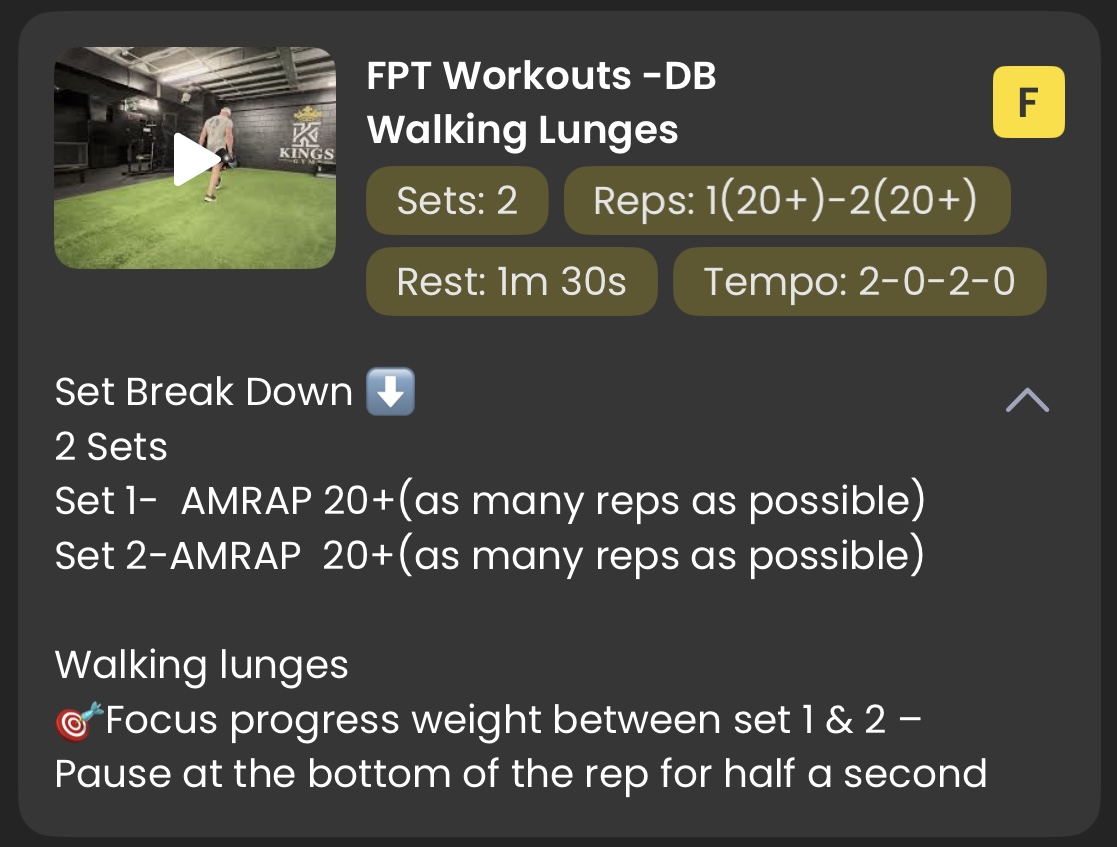 FPT Workouts -DB
Walking Lunges
F
KINGS
GYM
Sets: 2
Reps: 1(20+)-2(20+)
Rest: 1m 30s
Tempo: 2-0-2-0
Set Break Down ⬇️
2 Sets
Set 1-  AMRAP 20+(as many reps as possible)
Set 2-AMRAP  20+(as many reps as possible)
Walking lunges
🎯Focus progress weight between set 1 & 2 –
Pause at the bottom of the rep for half a second